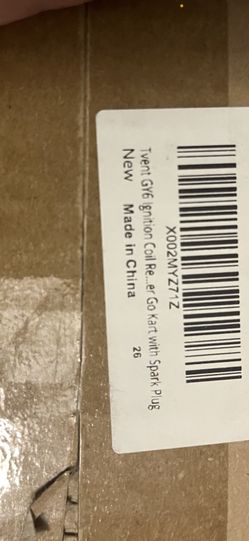 X002MYZ71Z
Tvent GY6 Ignition Coil Re...er Go Kart with Spark Plug
New Made in China 26